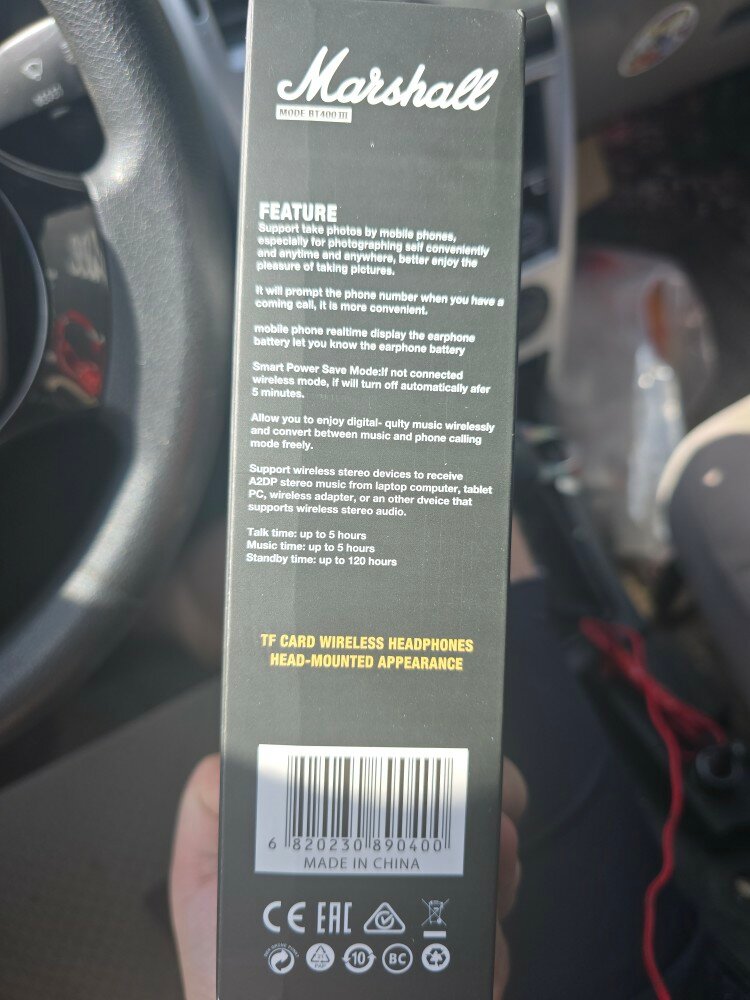 Marshall
MODE BT400 III
FEATURE
Support take photos by mobile phones,
especially for photographing self conveniently
and anytime and anywhere, better enjoy the
pleasure of taking pictures.
it will prompt the phone number when you have a
coming call, it is more convenient.
mobile phone realtime display the earphone
battery let you know the earphone battery
Smart Power Save Mode:If not connected
wireless mode, if will turn off automatically afer
5 minutes.
Allow you to enjoy digital- qulty music wirelessly
and convert between music and phone calling
mode freely.
Support wireless stereo devices to receive
A2DP stereo music from laptop computer, tablet
PC, wireless adapter, or an other dveice that
supports wireless stereo audio.
Talk time: up to 5 hours
Music time: up to 5 hours
Standby time: up to 120 hours
TF CARD WIRELESS HEADPHONES
HEAD-MOUNTED APPEARANCE
6 820230 890400
MADE IN CHINA
CE EAC
PAP 10 BC